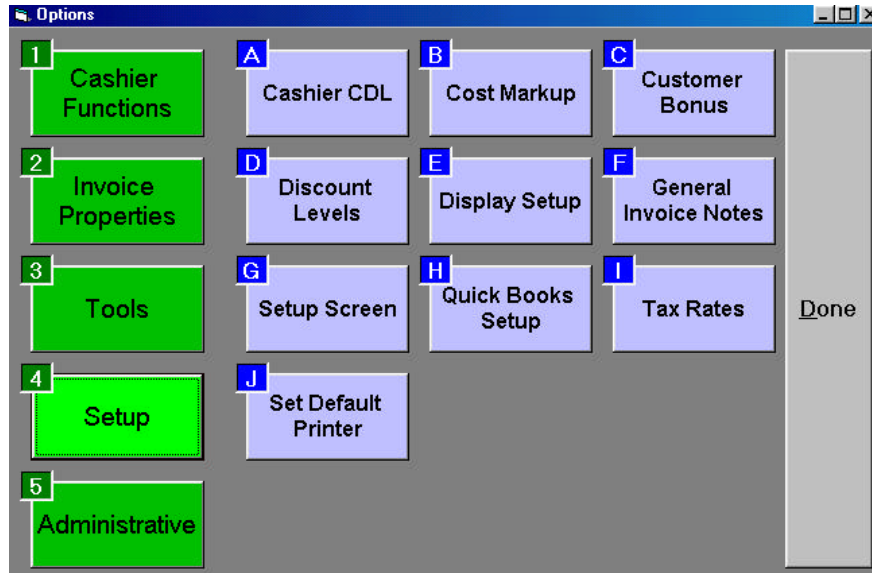 Options
1
Cashier
Functions
A
Cashier CDL
B
Cost Markup
C
Customer
Bonus
2
Invoice
Properties
D
Discount
Levels
E
Display Setup
F
General
Invoice Notes
3
Tools
G
Setup Screen
H
Quick Books
Setup
I
Tax Rates
Done
4
Setup
J
Set Default
Printer
5
Administrative